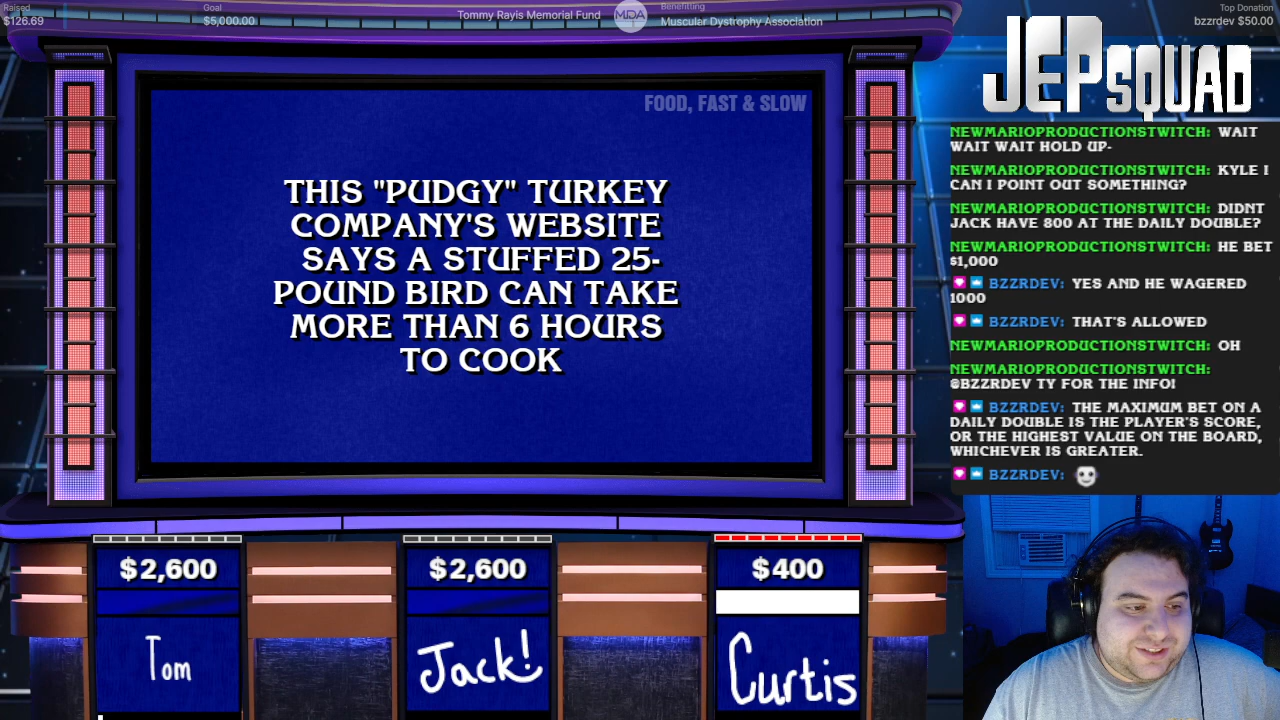 Raised
$126.69
Goal
$5,000.00
Tommy Rayis Memorial Fund
MDA
Benefitting
Muscular Dystrophy Association
Top Donation
bzzrdev $50.00
FOOD, FAST & SLOW
THIS "PUDGY" TURKEY
COMPANY'S WEBSITE
SAYS A STUFFED 25-
POUND BIRD CAN TAKE
MORE THAN 6 HOURS
TO COOK
JEP SQUAD
NEWMARIOPRODUCTIONSTWITCH: WAIT
WAIT WAIT HOLD UP-
NEWMARIOPRODUCTIONSTWITCH: KYLE I
CAN I POINT OUT SOMETHING?
NEWMARIOPRODUCTIONSTWITCH: DIDNT
JACK HAVE 800 AT THE DAILY DOUBLE?
NEWMARIOPRODUCTIONSTWITCH: HE BET
$1,000
BZZRDEV: YES AND HE WAGERED
1000
BZZRDEV: THAT'S ALLOWED
NEWMARIOPRODUCTIONSTWITCH: OH
NEWMARIOPRODUCTIONSTWITCH:
@BZZRDEV TY FOR THE INFO!
BZZRDEV: THE MAXIMUM BET ON A
DAILY DOUBLE IS THE PLAYER'S SCORE,
OR THE HIGHEST VALUE ON THE BOARD,
WHICHEVER IS GREATER.
BZZRDEV:
$2,600
$2,600
$400
Tom
Jack!
Curtis